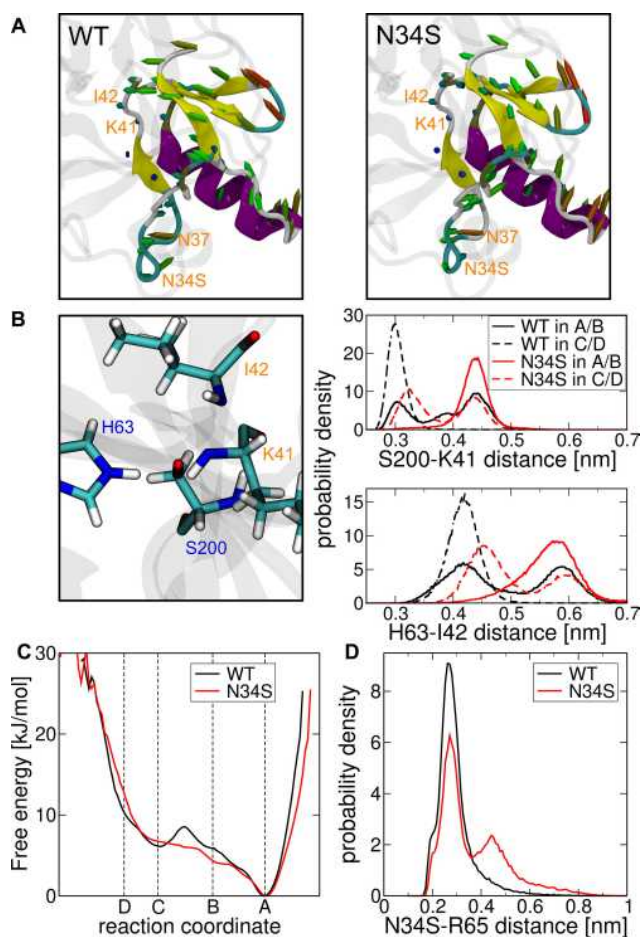 A
WT
N34S
I42
K41
N37
N34S
I42
K41
N37
N34S
B
I42
H63
K41
S200
probability density
30
20
10
0
WT in A/B
WT in C/D
N34S in A/B
N34S in C/D
0.3 0.4 0.5 0.6 0.7
S200-K41 distance [nm]
15
10
5
0
0.3 0.4 0.5 0.6 0.7
H63-I42 distance [nm]
C
Free energy [kJ/mol]
30
20
10
0
WT
N34S
D C B A
reaction coordinate
D
probability density
8
6
4
2
0
WT
N34S
0 0.2 0.4 0.6 0.8 1
N34S-R65 distance [nm]